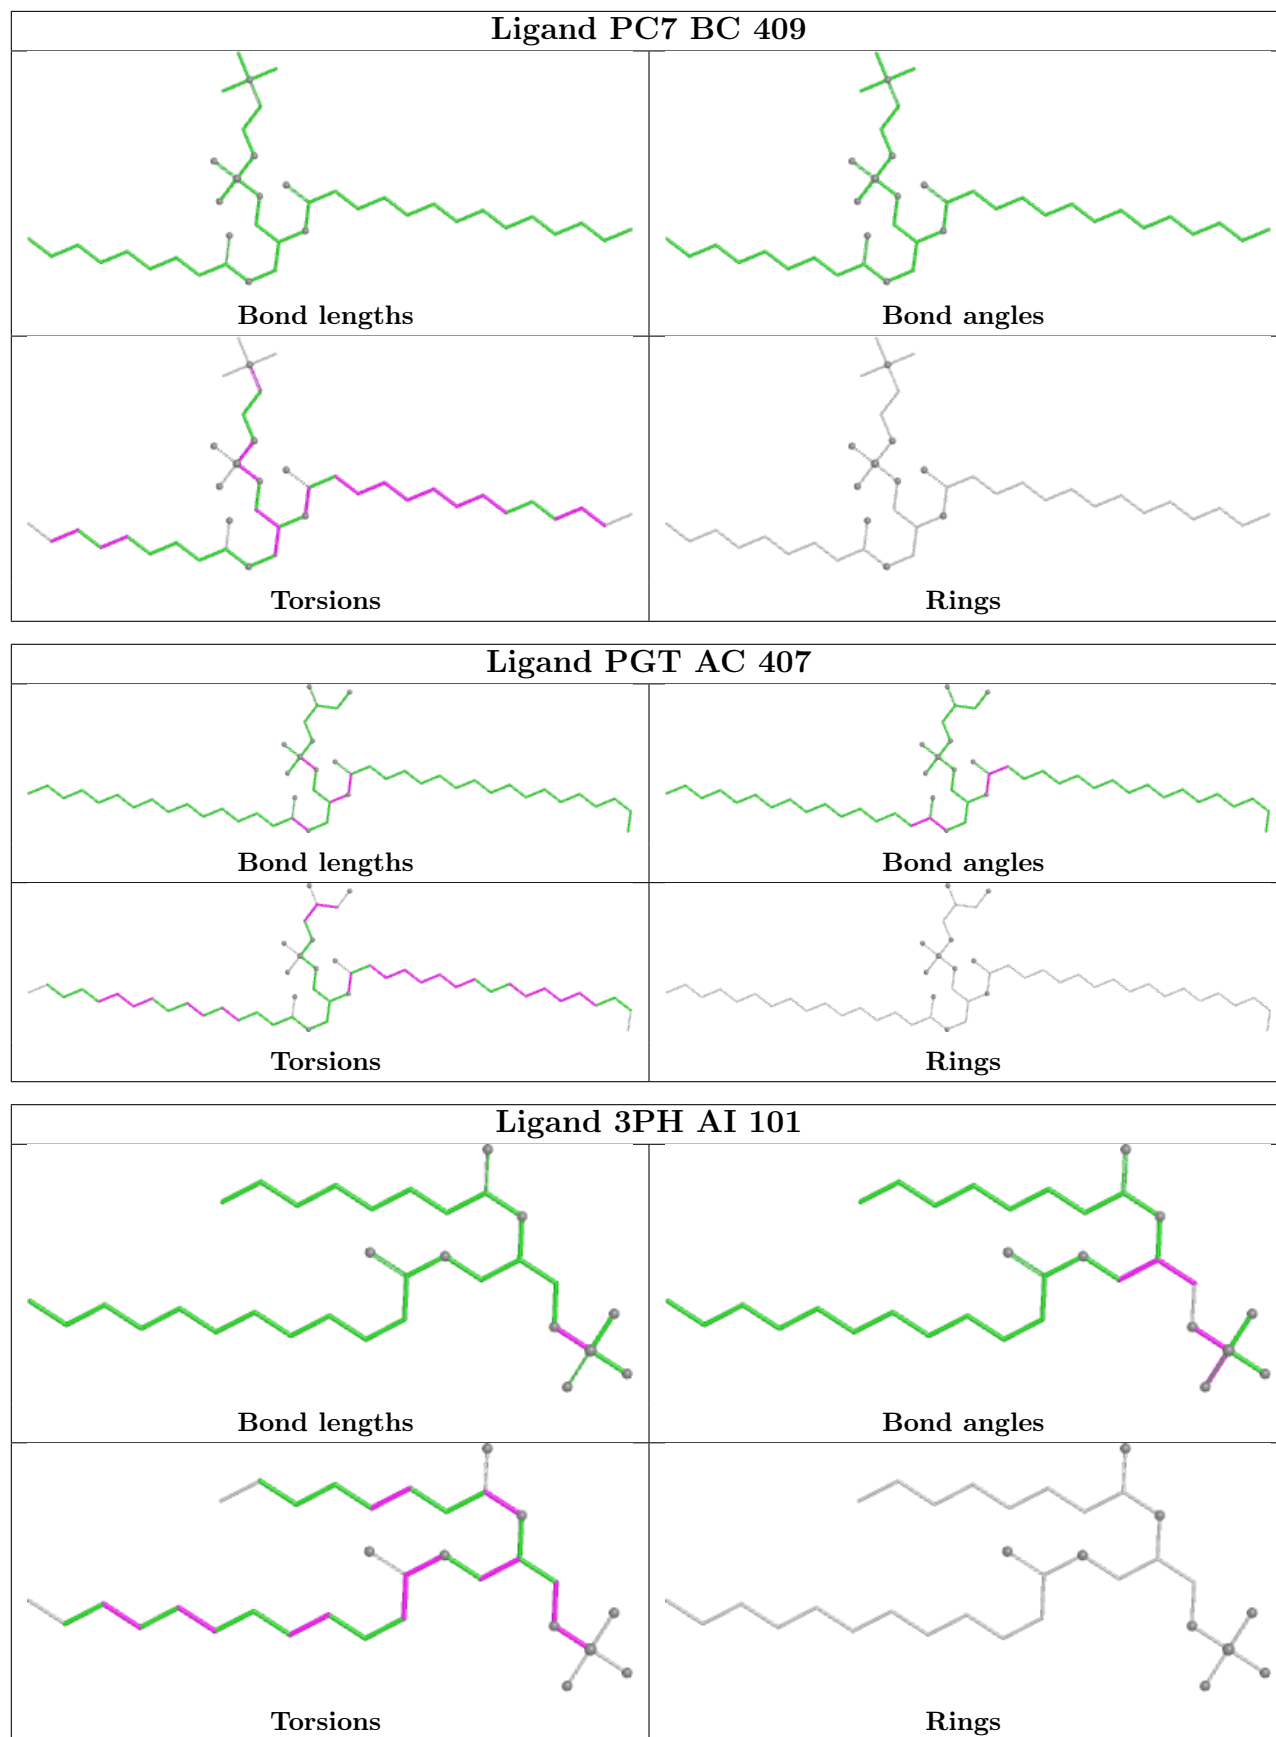 Ligand PC7 BC 409
Bond lengths
Bond angles
Torsions
Rings
Ligand PGT AC 407
Bond lengths
Bond angles
Torsions
Rings
Ligand 3PH AI 101
Bond lengths
Bond angles
Torsions
Rings